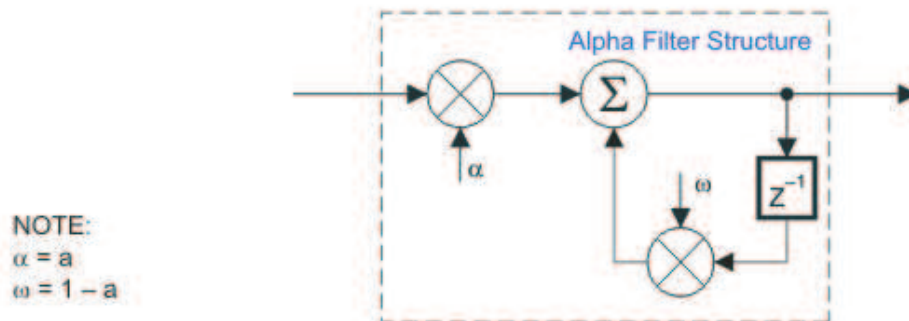 Alpha Filter Structure
Σ
α
ω
z⁻¹
NOTE:
α = a
ω = 1 – a